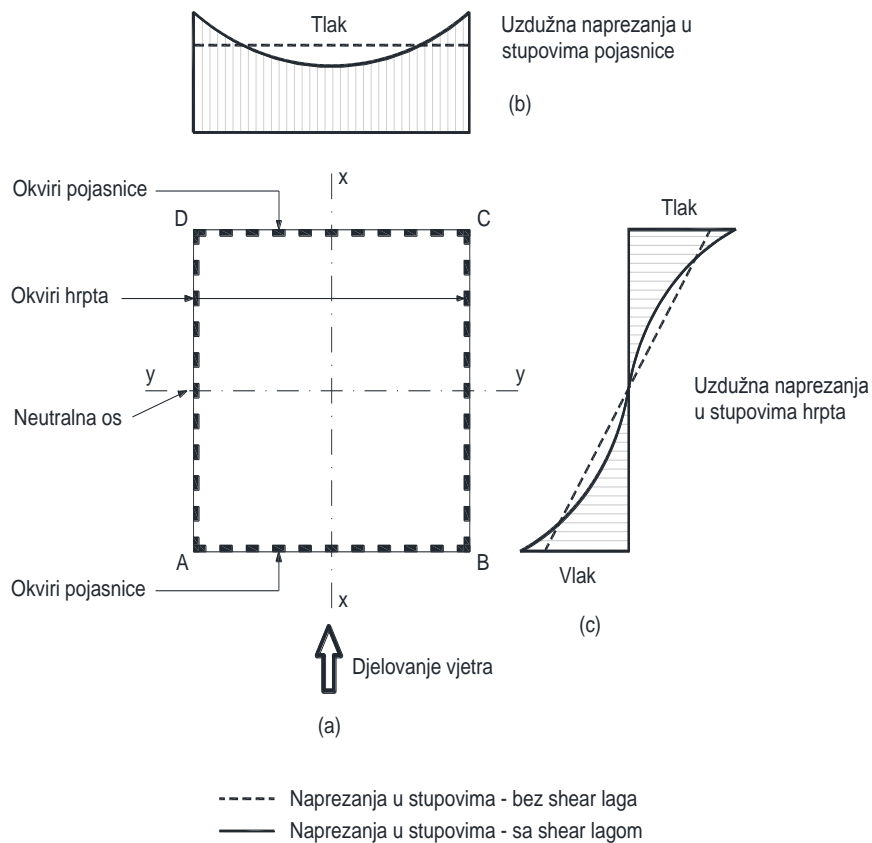 Tlak
Uzdužna naprezanja u
stupovima pojasnice
(b)
Okviri pojasnice
x
D
C
Tlak
Okviri hrpta
y
y
Neutralna os
Uzdužna naprezanja
u stupovima hrpta
A
B
Okviri pojasnice
x
Vlak
(c)
Djelovanje vjetra
(a)
Naprezanja u stupovima - bez shear laga
Naprezanja u stupovima - sa shear lagom